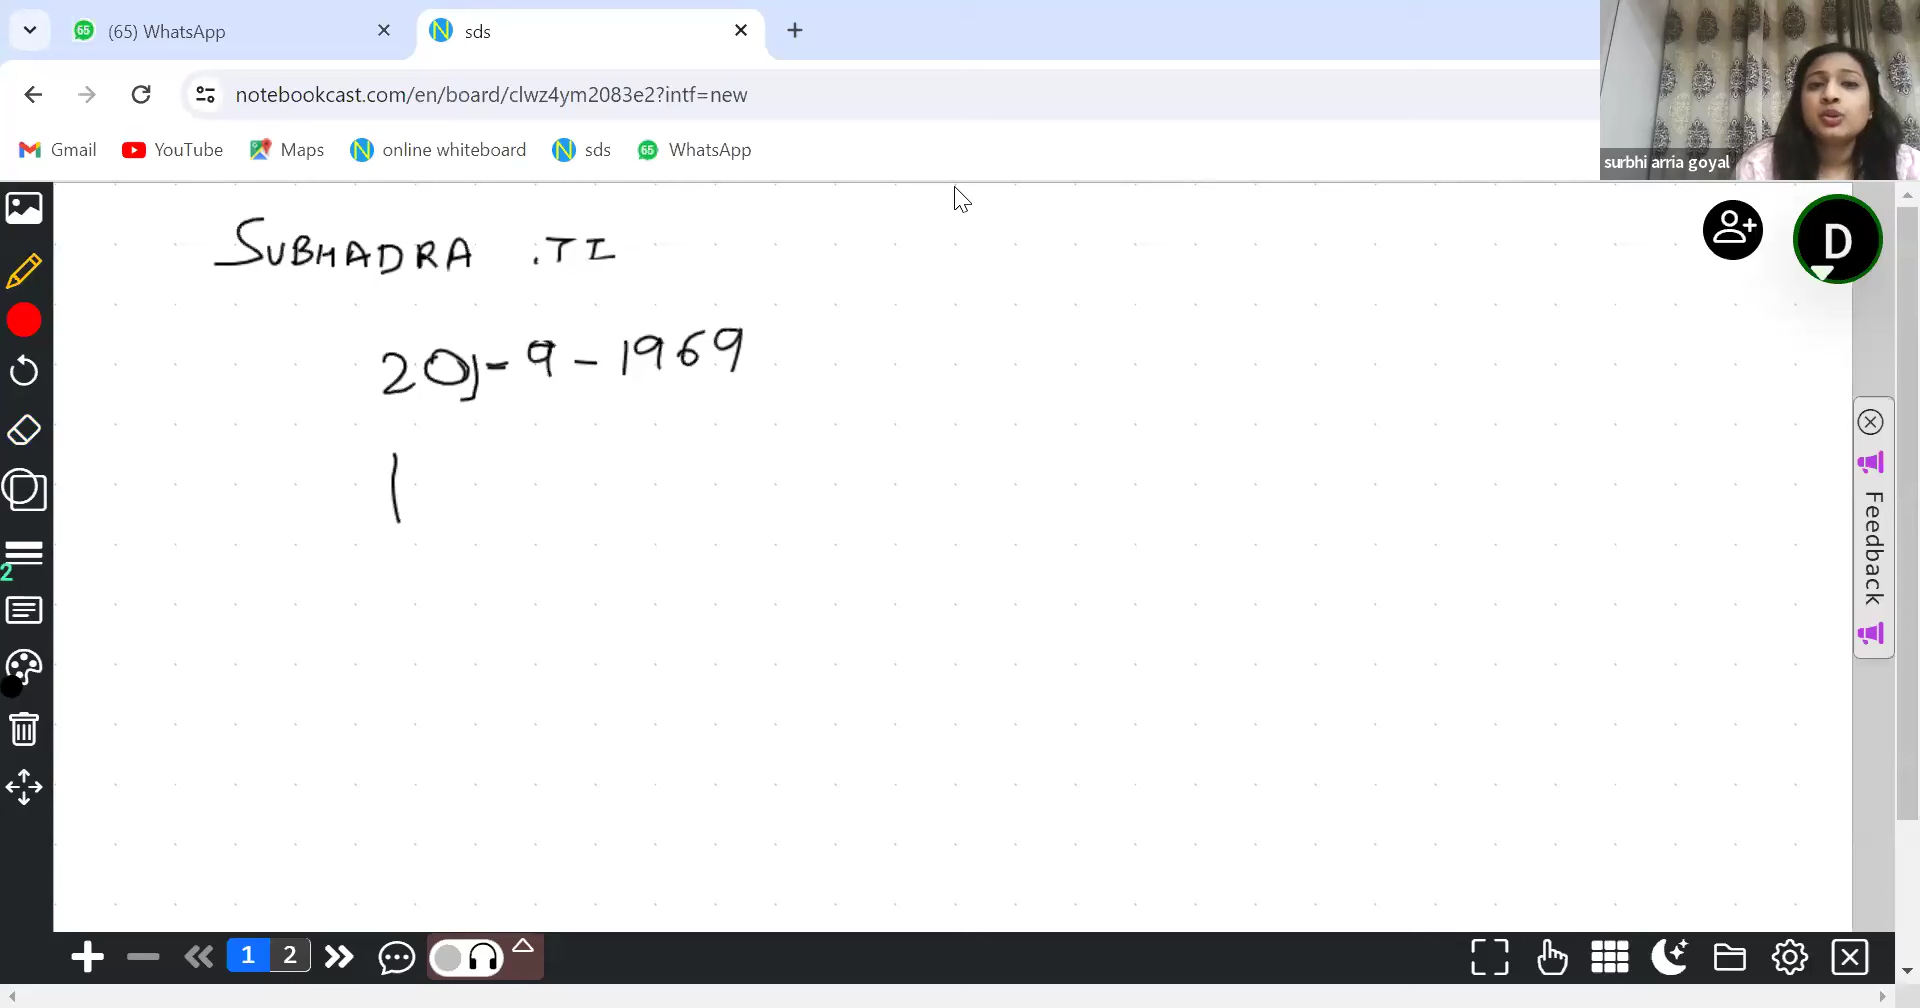 (65) WhatsApp
sds
notebookcast.com/en/board/clwz4ym2083e2?intf=new
Gmail
YouTube
Maps
online whiteboard
sds
WhatsApp
surbhi arria goyal
SUBHADRA .TI
20)-9-1969
|
D
2
Feedback
1
2